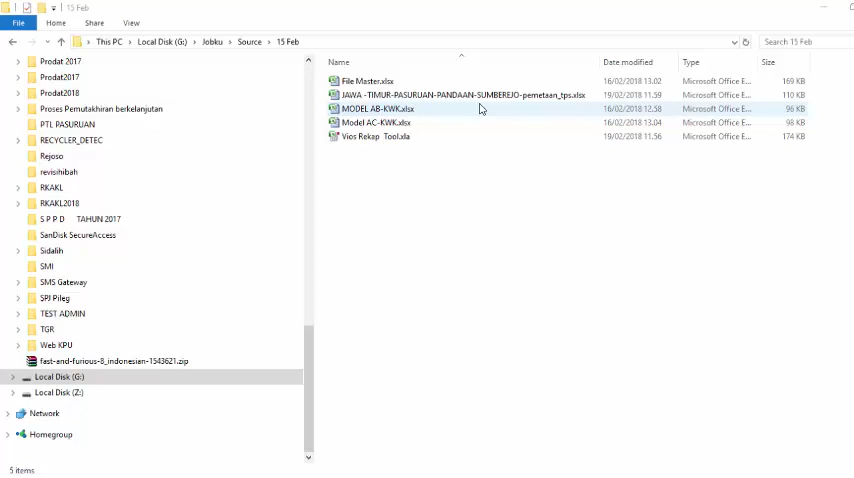 15 Feb
File Home Share View
This PC Local Disk (G:) Jobku Source 15 Feb Search 15 Feb
Name Date modified Type Size
Prodat 2017
Prodat2017
Prodat2018
Proses Pemutakhiran berkelanjutan
PTL PASURUAN
RECYCLER_DETEC
Rejoso
revisihibah
RKAKL
RKAKL2018
S P P D TAHUN 2017
SanDisk SecureAccess
Sidalih
SMI
SMS Gateway
SPJ Pileg
TEST ADMIN
TGR
Web KPU
fast-and-furious-8_indonesian-1543621.zip
Local Disk (G:)
Local Disk (Z:)
Network
Homegroup
File Master.xlsx 16/02/2018 13.02 Microsoft Office E... 169 KB
JAWA -TIMUR-PASURUAN-PANDAAN-SUMBEREJO-pemetaan_tps.xlsx 19/02/2018 11.59 Microsoft Office E... 110 KB
MODEL AB-KWK.xlsx 16/02/2018 12.58 Microsoft Office E... 96 KB
Model AC-KWK.xlsx 16/02/2018 13.04 Microsoft Office E... 98 KB
Vios Rekap Tool.xla 19/02/2018 11.56 Microsoft Office E... 174 KB
5 items